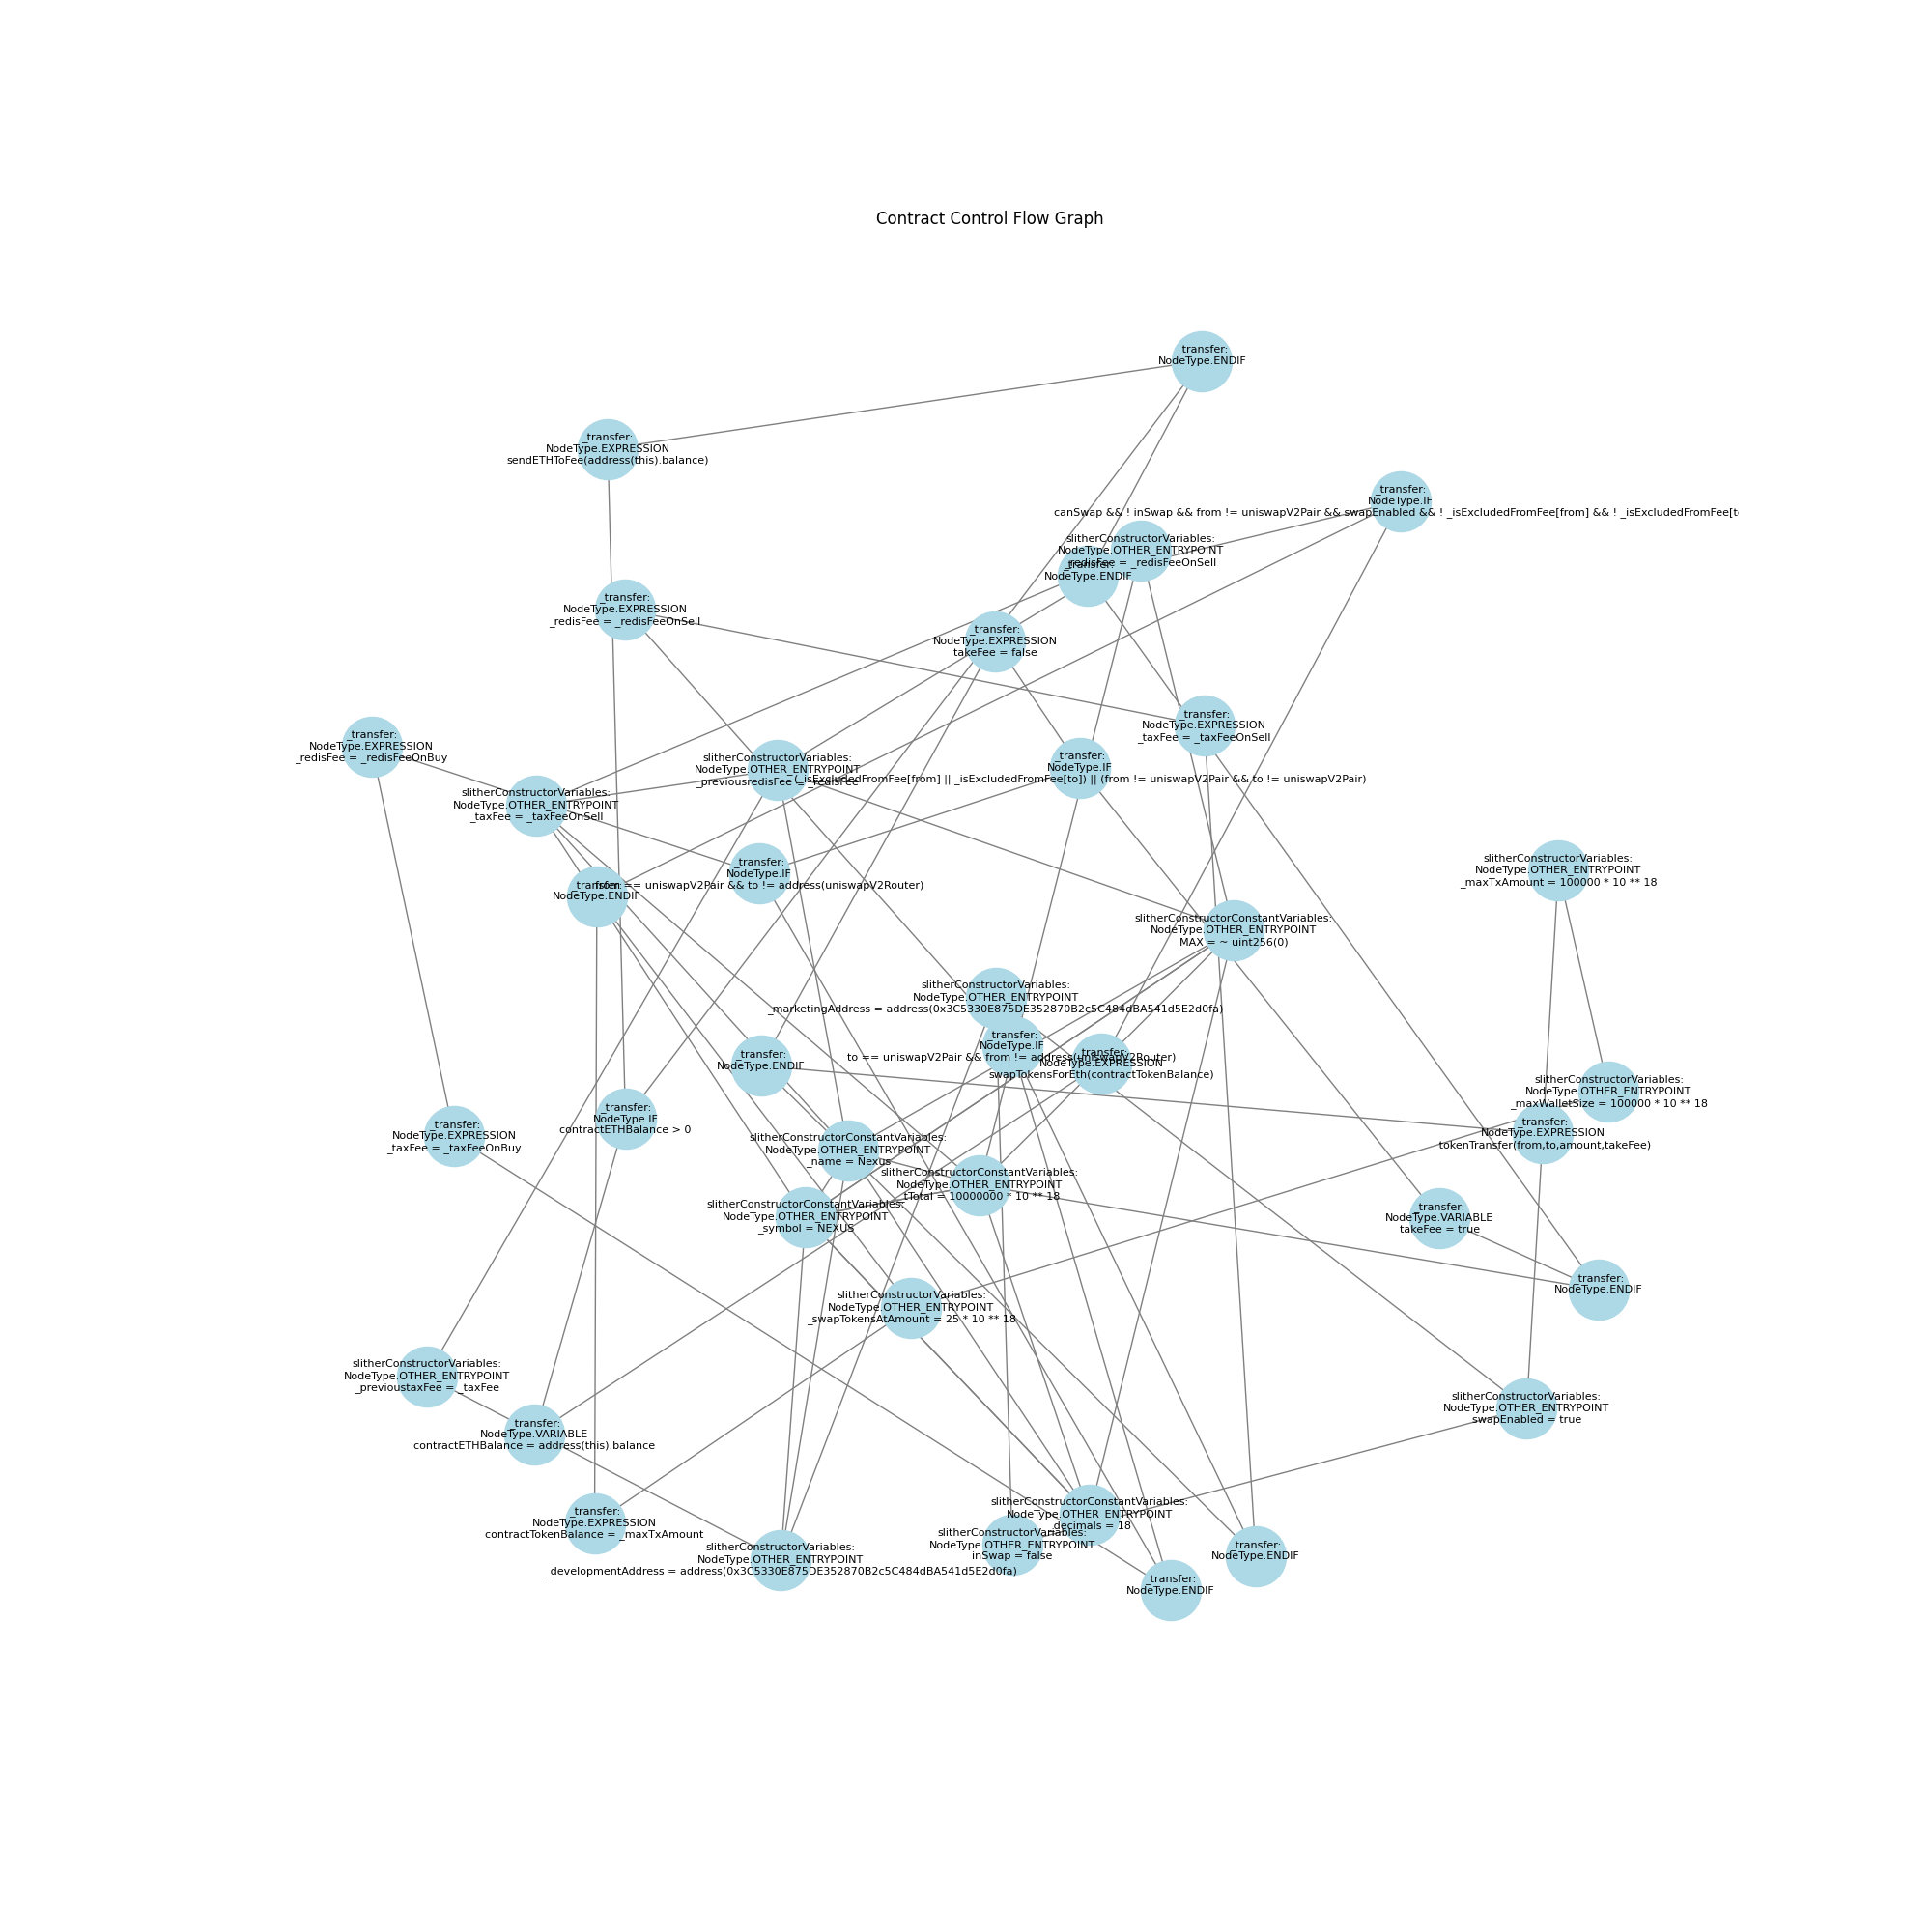 Contract Control Flow Graph
_transfer:
NodeType.ENDIF
_transfer:
NodeType.EXPRESSION
sendETHToFee(address(this).balance)
_transfer:
NodeType.IF
canSwap && ! inSwap && from != uniswapV2Pair && swapEnabled && ! _isExcludedFromFee[from] && ! _isExcludedFromFee[t
slitherConstructorVariables:
NodeType.OTHER_ENTRYPOINT
_redisFee = _redisFeeOnSell
_transfer:
NodeType.ENDIF
_transfer:
NodeType.EXPRESSION
_redisFee = _redisFeeOnSell
_transfer:
NodeType.EXPRESSION
takeFee = false
_transfer:
NodeType.EXPRESSION
_taxFee = _taxFeeOnSell
_transfer:
NodeType.EXPRESSION
_redisFee = _redisFeeOnBuy
slitherConstructorVariables:
NodeType.OTHER_ENTRYPOINT
_previousredisFee = _redisFee
_transfer:
NodeType.IF
(_isExcludedFromFee[from] || _isExcludedFromFee[to]) || (from != uniswapV2Pair && to != uniswapV2Pair)
slitherConstructorVariables:
NodeType.OTHER_ENTRYPOINT
_taxFee = _taxFeeOnSell
_transfer:
NodeType.IF
from == uniswapV2Pair && to != address(uniswapV2Router)
_transfer:
NodeType.ENDIF
slitherConstructorVariables:
NodeType.OTHER_ENTRYPOINT
_maxTxAmount = 100000 * 10 ** 18
slitherConstructorConstantVariables:
NodeType.OTHER_ENTRYPOINT
MAX = ~ uint256(0)
slitherConstructorVariables:
NodeType.OTHER_ENTRYPOINT
_marketingAddress = address(0x3C5330E875DE352870B2c5C484dBA541d5E2d0fa)
_transfer:
NodeType.IF
to == uniswapV2Pair && from != address(uniswapV2Router)
_transfer:
NodeType.EXPRESSION
swapTokensForEth(contractTokenBalance)
_transfer:
NodeType.ENDIF
slitherConstructorVariables:
NodeType.OTHER_ENTRYPOINT
_maxWalletSize = 100000 * 10 ** 18
_transfer:
NodeType.IF
contractETHBalance > 0
_transfer:
NodeType.EXPRESSION
_tokenTransfer(from,to,amount,takeFee)
_transfer:
NodeType.EXPRESSION
_taxFee = _taxFeeOnBuy
slitherConstructorConstantVariables:
NodeType.OTHER_ENTRYPOINT
_name = Nexus
slitherConstructorConstantVariables:
NodeType.OTHER_ENTRYPOINT
_tTotal = 10000000 * 10 ** 18
slitherConstructorConstantVariables:
NodeType.OTHER_ENTRYPOINT
_symbol = NEXUS
_transfer:
NodeType.VARIABLE
takeFee = true
_transfer:
NodeType.ENDIF
slitherConstructorVariables:
NodeType.OTHER_ENTRYPOINT
_swapTokensAtAmount = 25 * 10 ** 18
slitherConstructorVariables:
NodeType.OTHER_ENTRYPOINT
_previoustaxFee = _taxFee
slitherConstructorVariables:
NodeType.OTHER_ENTRYPOINT
swapEnabled = true
_transfer:
NodeType.VARIABLE
contractETHBalance = address(this).balance
_transfer:
NodeType.EXPRESSION
contractTokenBalance = _maxTxAmount
slitherConstructorConstantVariables:
NodeType.OTHER_ENTRYPOINT
_decimals = 18
slitherConstructorVariables:
NodeType.OTHER_ENTRYPOINT
inSwap = false
slitherConstructorVariables:
NodeType.OTHER_ENTRYPOINT
_developmentAddress = address(0x3C5330E875DE352870B2c5C484dBA541d5E2d0fa)
_transfer:
NodeType.ENDIF
_transfer:
NodeType.ENDIF